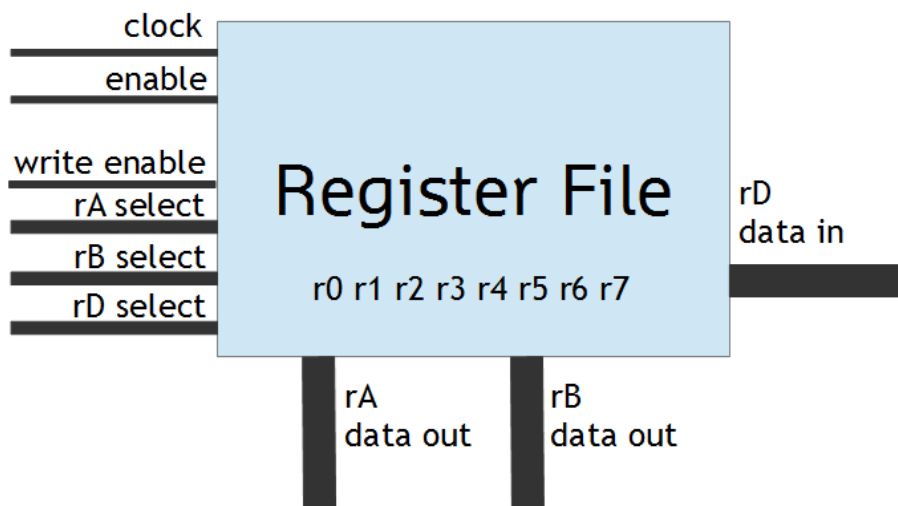 clock
enable
write enable
rA select
rB select
rD select
Register File
r0 r1 r2 r3 r4 r5 r6 r7
rD
data in
rA
data out
rB
data out